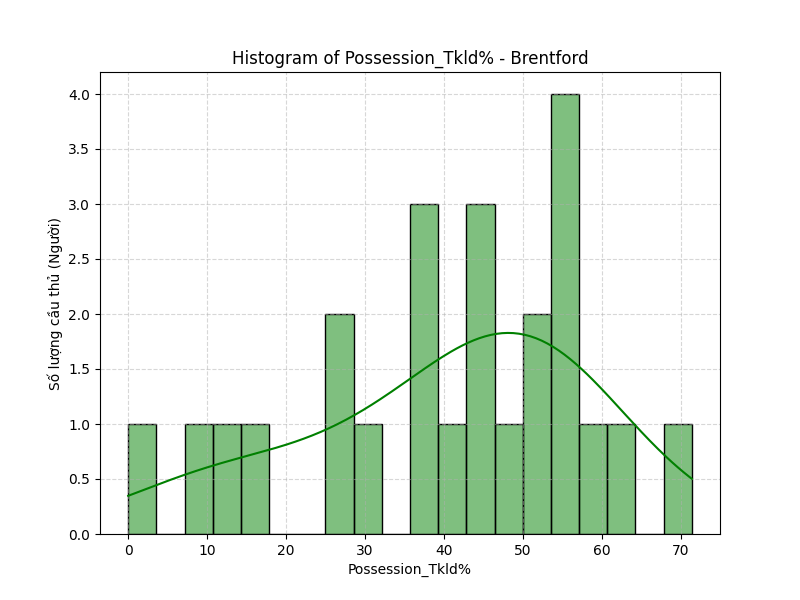 Histogram of Possession_Tkld% - Brentford
Số lượng cầu thủ (Người)
4.0
3.5
3.0
2.5
2.0
1.5
1.0
0.5
0.0
0 10 20 30 40 50 60 70
Possession_Tkld%